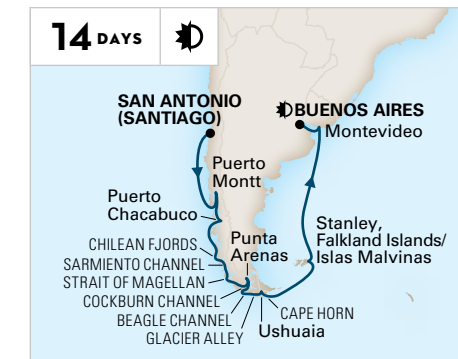 14 DAYS
SAN ANTONIO
(SANTIAGO)
BUENOS AIRES
Montevideo
Puerto
Montt
Puerto
Chacabuco
CHILEAN FJORDS
SARMIENTO CHANNEL
STRAIT OF MAGELLAN
COCKBURN CHANNEL
BEAGLE CHANNEL
GLACIER ALLEY
Punta
Arenas
Stanley,
Falkland Islands/
Islas Malvinas
CAPE HORN
Ushuaia